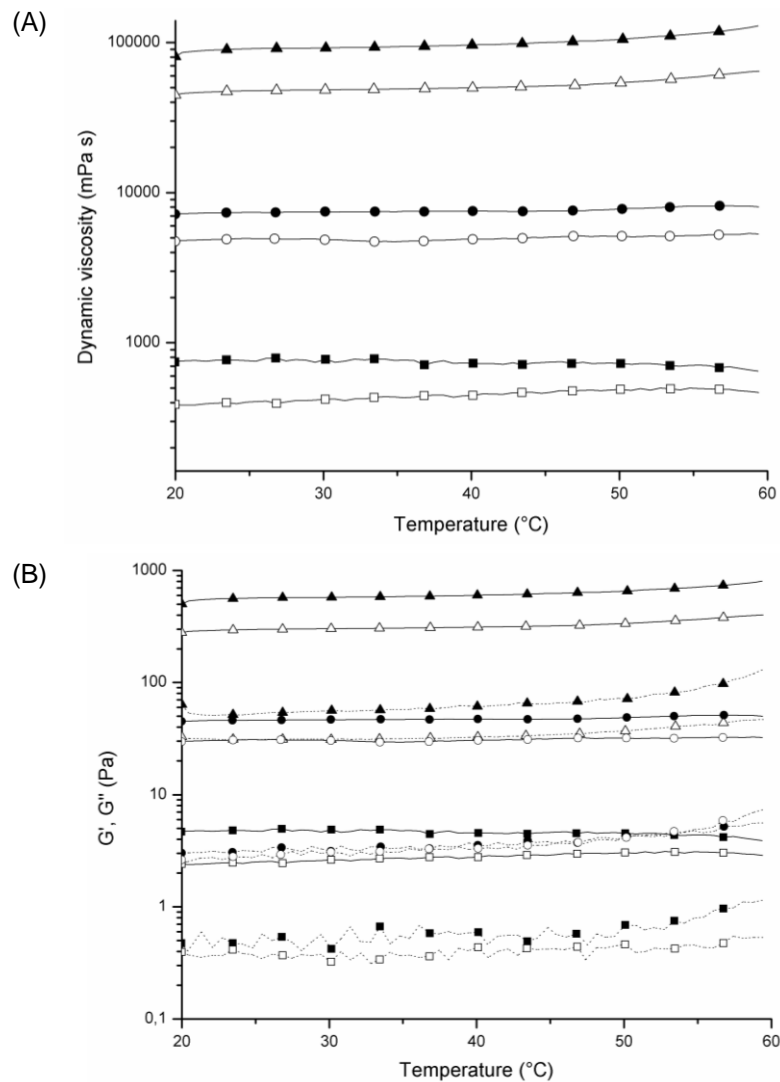 (A)
Dynamic viscosity (mPa s)
100000
10000
1000
20 30 40 50 60
Temperature (°C)
(B)
G', G'' (Pa)
1000
100
10
1
0,1
20 30 40 50 60
Temperature (°C)